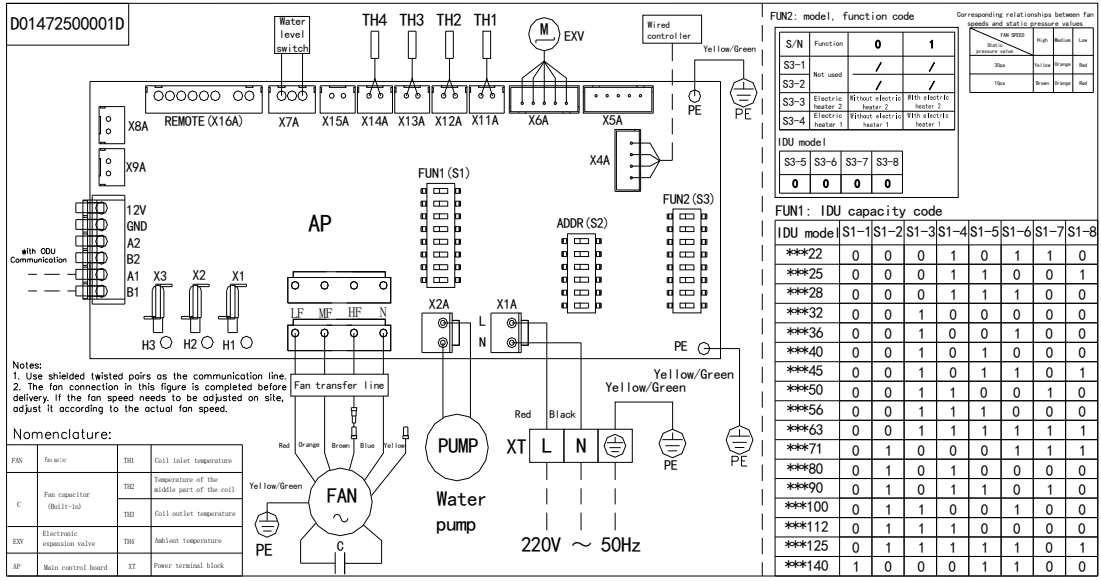 D01472500001D
Water
level
switch
TH4 TH3 TH2 TH1
M
EXV
Wired
controller
Yellow/Green
PE
PE
REMOTE(X16A) X7A X15A X14A X13A X12A X11A X6A X5A
X8A
X9A
X4A
FUN1(S1)
FUN2(S3)
ADDR(S2)
AP
12V
GND
A2
B2
A1
B1
with ODU
Communication
X3 X2 X1
H3 H2 H1
LF MF HF N
X2A X1A
L
N
PE
Yellow/Green
Yellow/Green
Notes:
1. Use shielded twisted pairs as the communication line.
2. The fan connection in this figure is completed before
delivery. If the fan speed needs to be adjusted on site,
adjust it according to the actual fan speed.
Fan transfer line
Red Orange Brown Blue Yellow
Red Black
PUMP
XT L N
PE
PE
Yellow/Green
PE
FAN
C
Water
pump
220V ~ 50Hz
Nomenclature:
FAN Fan motor TH1 Coil inlet temperature
C Fan capacitor
(Built-in)
TH2 Temperature of the
middle part of the coil
TH3 Coil outlet temperature
EXV Electronic
expansion valve
TH4 Ambient temperature
AP Main control board XT Power terminal block
FUN2: model, function code
S/N Function 0 1
S3-1 Not used / /
S3-2 / /
S3-3 Electric
heater 2
Without electric
heater 2
With electric
heater 2
S3-4 Electric
heater 1
Without electric
heater 1
With electric
heater 1
IDU model
S3-5 S3-6 S3-7 S3-8
0 0 0 0
Corresponding relationships between fan
speeds and static pressure values
FAN SPEED
Static
pressure value
High Medium Low
30pa Yellow Orange Red
10pa Brown Orange Red
FUN1: IDU capacity code
IDU model S1-1 S1-2 S1-3 S1-4 S1-5 S1-6 S1-7 S1-8
***22 0 0 0 1 0 1 1 0
***25 0 0 0 1 1 0 0 1
***28 0 0 0 1 1 1 0 0
***32 0 0 1 0 0 0 0 0
***36 0 0 1 0 0 1 0 0
***40 0 0 1 0 1 0 0 0
***45 0 0 1 0 1 1 0 1
***50 0 0 1 1 0 0 1 0
***56 0 0 1 1 1 0 0 0
***63 0 0 1 1 1 1 1 1
***71 0 1 0 0 0 1 1 1
***80 0 1 0 1 0 0 0 0
***90 0 1 0 1 1 0 1 0
***100 0 1 1 0 0 1 0 0
***112 0 1 1 1 0 0 0 0
***125 0 1 1 1 1 1 0 1
***140 1 0 0 0 1 1 0 0